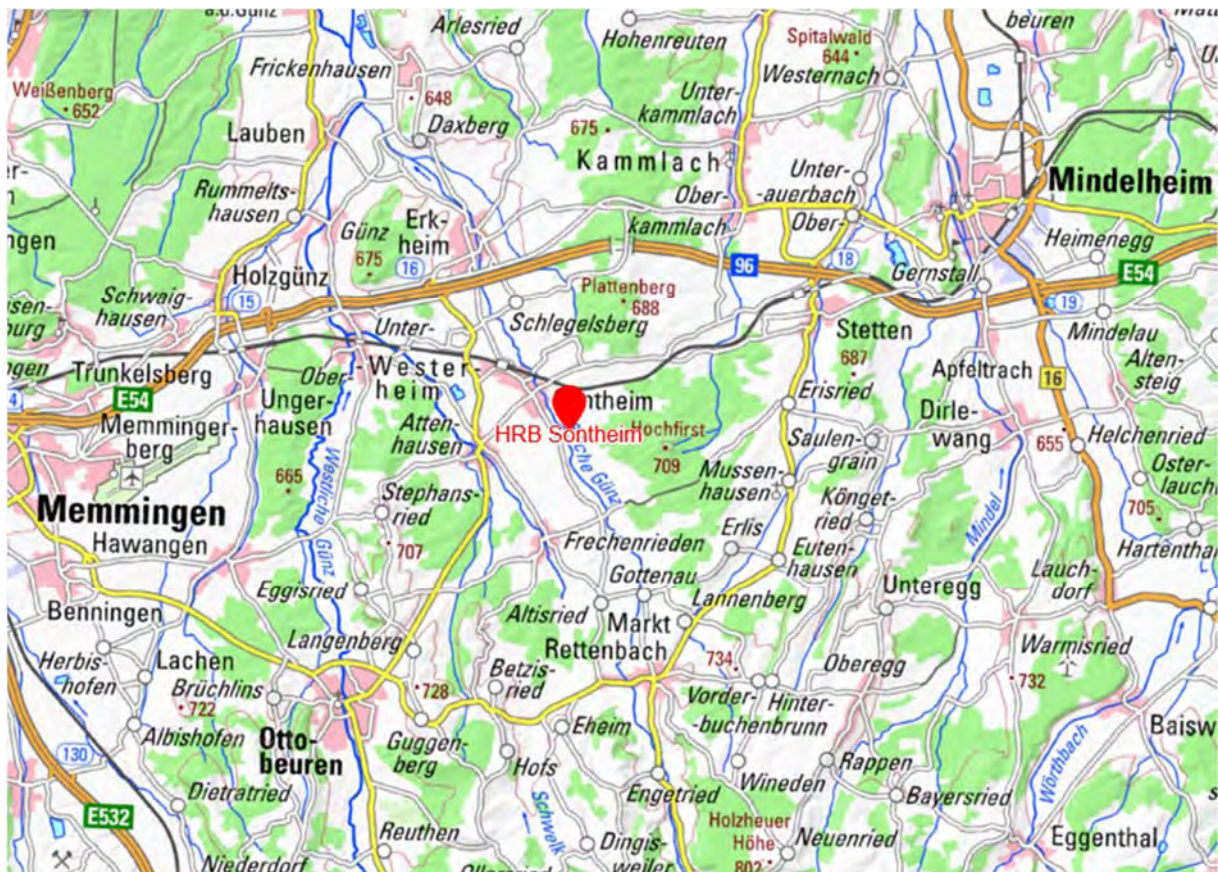 a.d.Günz
Arlesried
Hohenreuten
Spitalwald
644
Westernach
beuren
Weißenberg
652
Frickenhausen
648
Daxberg
Lauben
Unter-
kammlach
675
Kammlach
Rummelts-
hausen
Günz
675
Erk-
heim
16
Ober-
kammlach
Unter-
-auerbach
Ober-
Mindelheim
Heimenegg
Holzgünz
Schwaig-
hausen
15
96
18
Gernstall
E54
19
Mindelau
Plattenberg
688
Schlegelsberg
Stetten
687
Apfeltrach
16
Alten-
steig
Trunkelsberg
E54
Unter-
Ober-
Wester-
heim
Unger-
hausen
Memminger-
berg
Atten-
hausen
ntheim
HRB Sontheim
Hochfirst
709
Erisried
Dirle-
wang
655
Helchenried
Saulen-
grain
Mussen-
hausen
Oster-
lauch
705
665
Westliche Günz
Stephans-
ried
707
che Günz
Memmingen
Hawangen
Frechenrieden
Erlis
Könget-
ried
Mindel
Hartenthal
Euten-
hausen
Eggisried
Gottenau
Lannenberg
Unteregg
Lauch-
dorf
Benningen
Altisried
Markt
Rettenbach
Langenberg
Warmisried
732
Herbis-
hofen
Lachen
Brüchlins
722
Betzis-
ried
728
734
Oberegg
Vorder-
Hinter-
-buchenbrunn
Albishofen
Otto-
beuren
Guggen-
berg
Eheim
Baisw
130
Hofs
Wineden
Rappen
Wörthbach
Dietratried
E532
Engetried
Bayersried
Schwelk
Holzheuer
Höhe
802
Neuenried
Eggenthal
Reuthen
Dingis-
weiler
Niederdorf